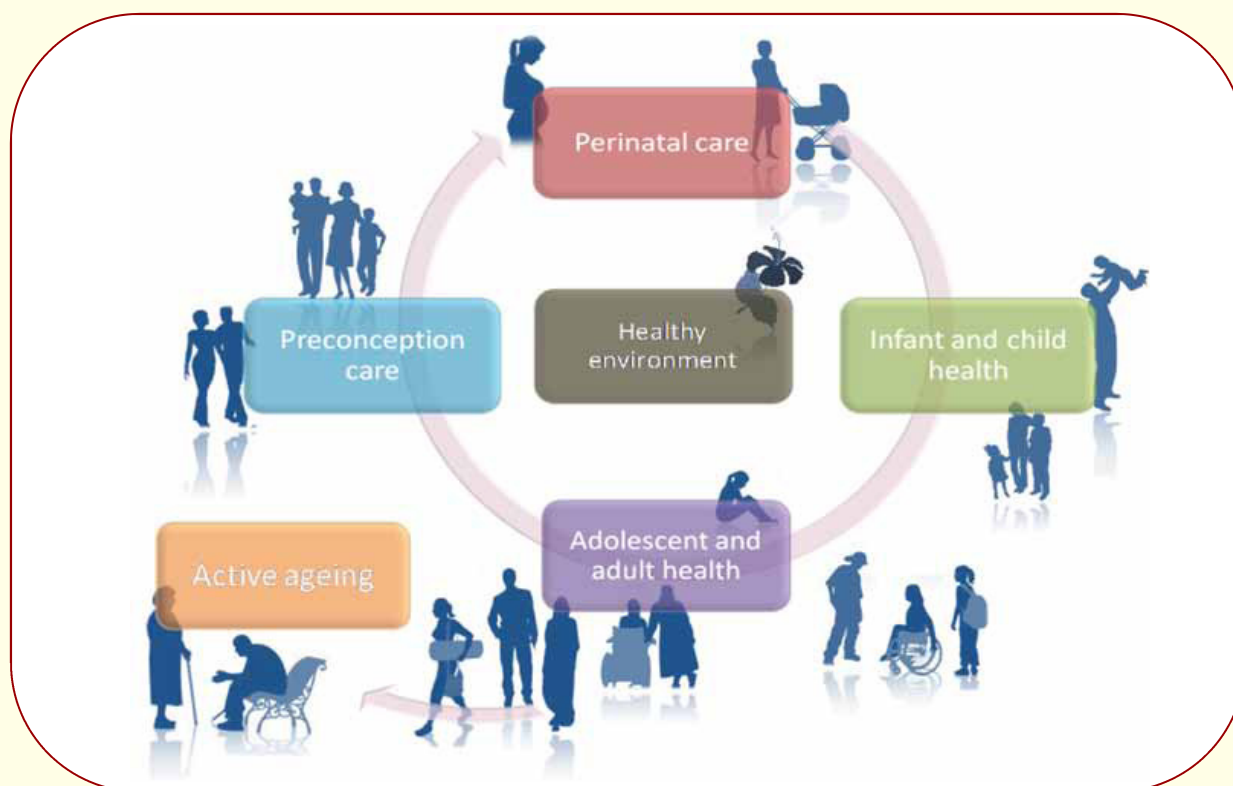 Perinatal care
Preconception
care
Healthy
environment
Infant and child
health
Adolescent and
adult health
Active ageing